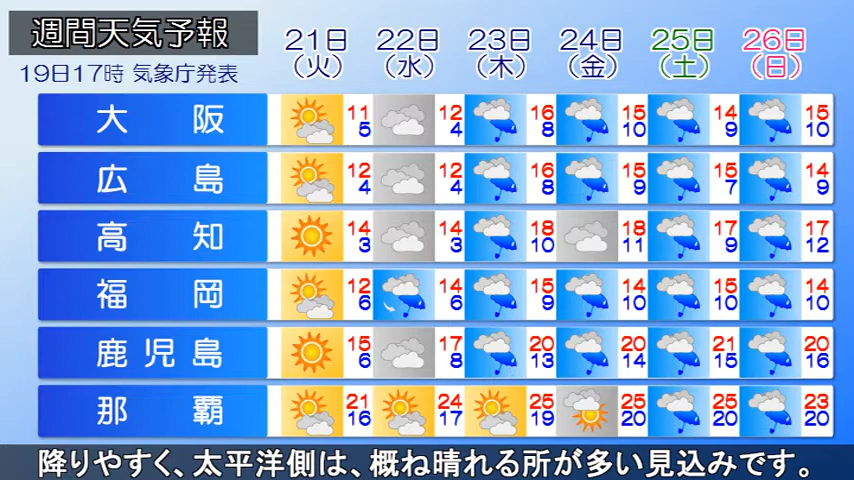 週間天気予報
19日17時 気象庁発表
21日 22日 23日 24日 25日 26日
(火) (水) (木) (金) (土) (日)
大阪 11 5 12 4 16 8 15 10 14 9 15 10
広島 12 4 12 4 16 8 15 9 15 7 14 9
高知 14 3 14 3 18 10 18 11 17 9 17 12
福岡 12 6 14 6 15 9 14 10 15 10 14 10
鹿児島 15 6 17 8 20 13 20 14 21 15 20 16
那覇 21 16 24 17 25 19 25 20 25 20 23 20
降りやすく、太平洋側は、概ね晴れる所が多い見込みです。